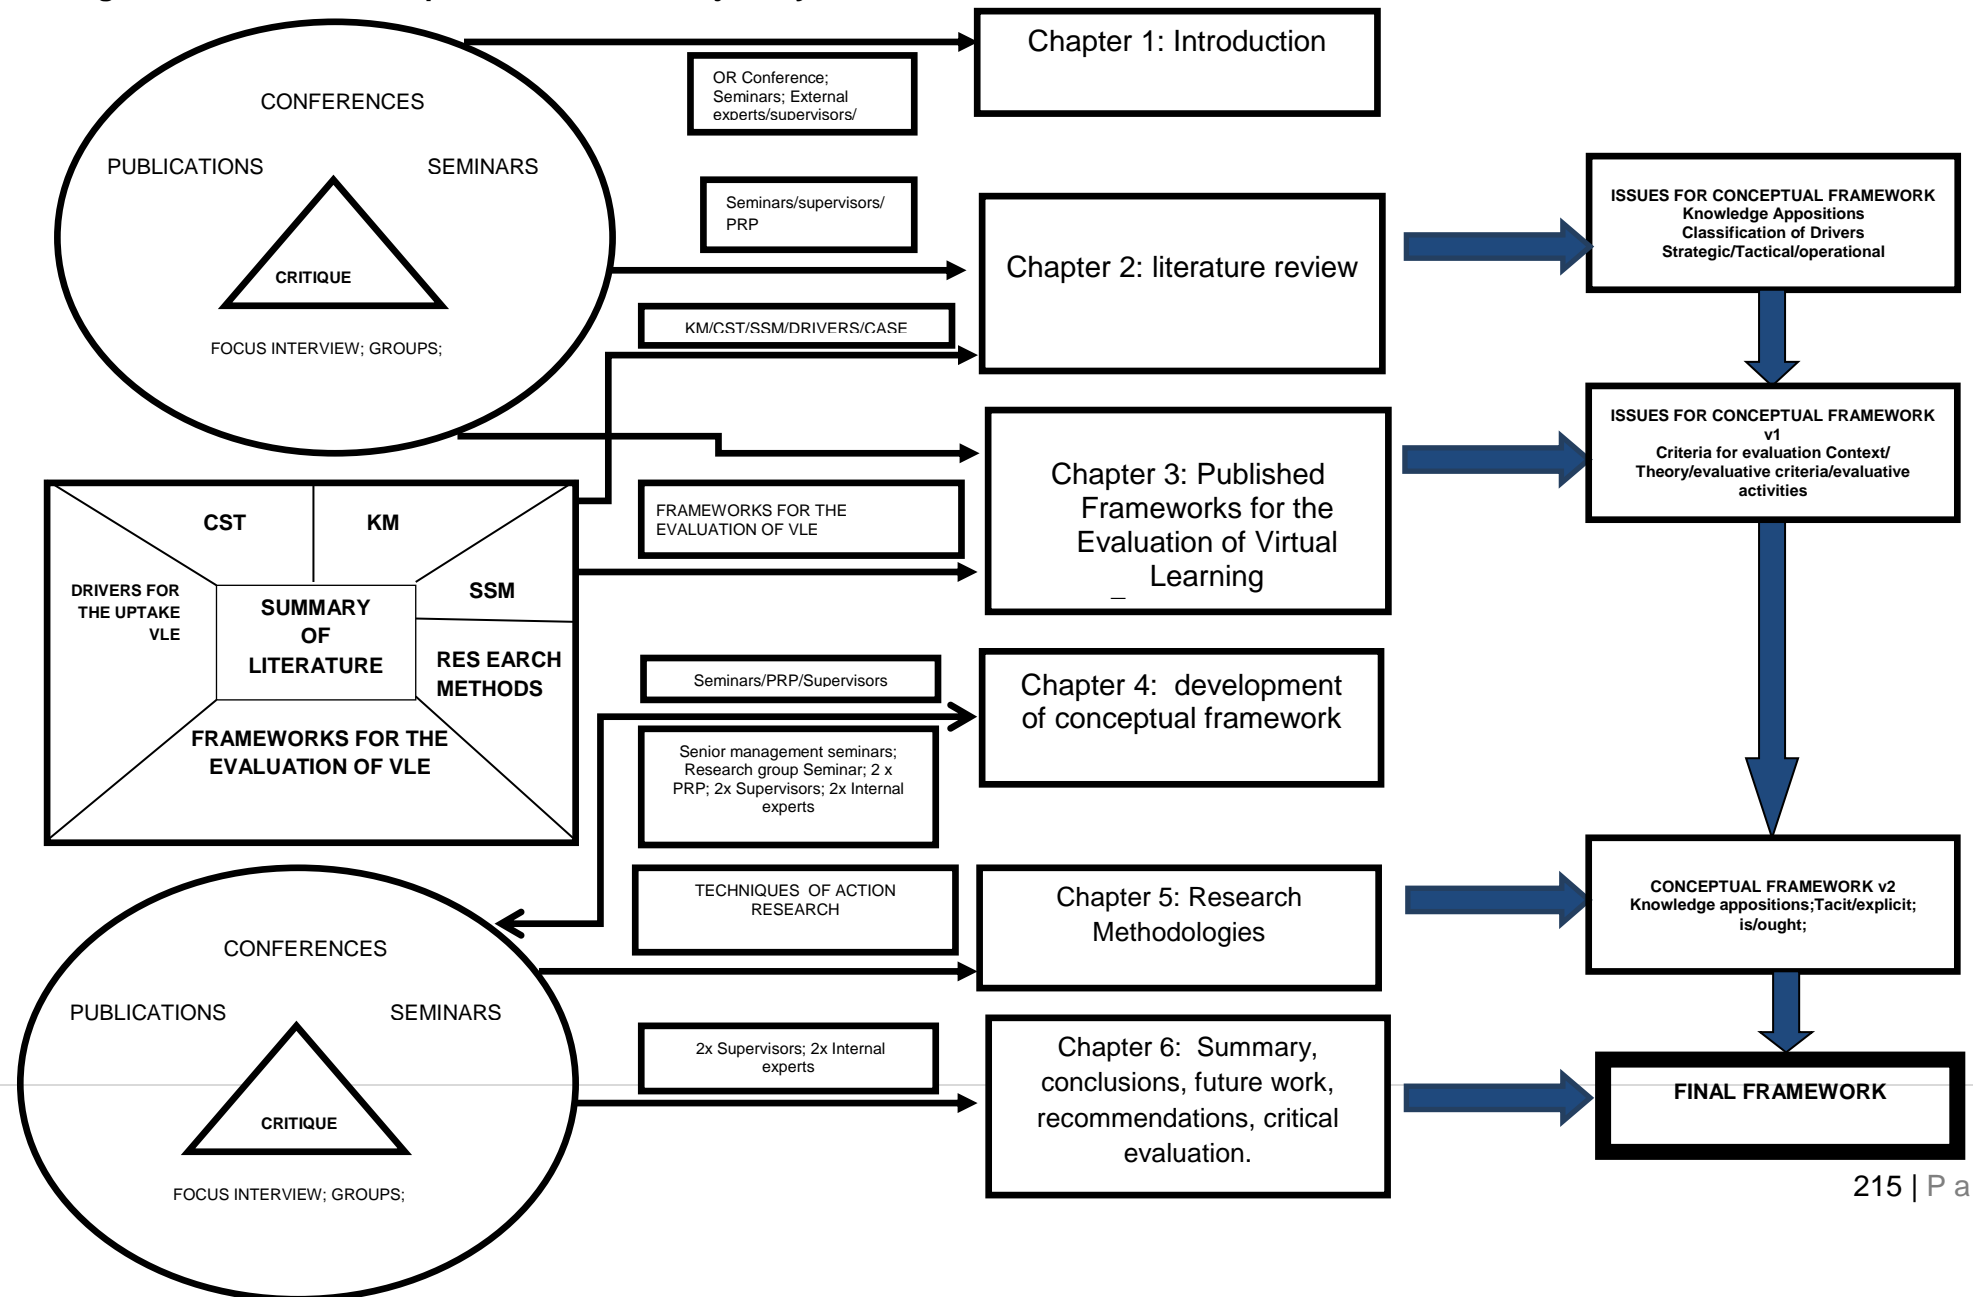 Chapter 1: Introduction
OR Conference;
Seminars; External
experts/supervisors/
CONFERENCES
PUBLICATIONS
SEMINARS
CRITIQUE
FOCUS INTERVIEW; GROUPS;
Seminars/supervisors/
PRP
Chapter 2: literature review
ISSUES FOR CONCEPTUAL FRAMEWORK
Knowledge Appositions
Classification of Drivers
Strategic/Tactical/operational
KM/CST/SSM/DRIVERS/CASE
ISSUES FOR CONCEPTUAL FRAMEWORK
v1
Criteria for evaluation Context/
Theory/evaluative criteria/evaluative
activities
Chapter 3: Published
Frameworks for the
Evaluation of Virtual
Learning
FRAMEWORKS FOR THE
EVALUATION OF VLE
CST
KM
DRIVERS FOR
THE UPTAKE
VLE
SSM
SUMMARY
OF
LITERATURE
RES EARCH
METHODS
FRAMEWORKS FOR THE
EVALUATION OF VLE
Seminars/PRP/Supervisors
Chapter 4: development
of conceptual framework
Senior management seminars;
Research group Seminar; 2 x
PRP; 2x Supervisors; 2x Internal
experts
TECHNIQUES OF ACTION
RESEARCH
Chapter 5: Research
Methodologies
CONCEPTUAL FRAMEWORK v2
Knowledge appositions;Tacit/explicit;
is/ought;
CONFERENCES
PUBLICATIONS
SEMINARS
CRITIQUE
FOCUS INTERVIEW; GROUPS;
2x Supervisors; 2x Internal
experts
Chapter 6: Summary,
conclusions, future work,
recommendations, critical
evaluation.
FINAL FRAMEWORK
215 | P a